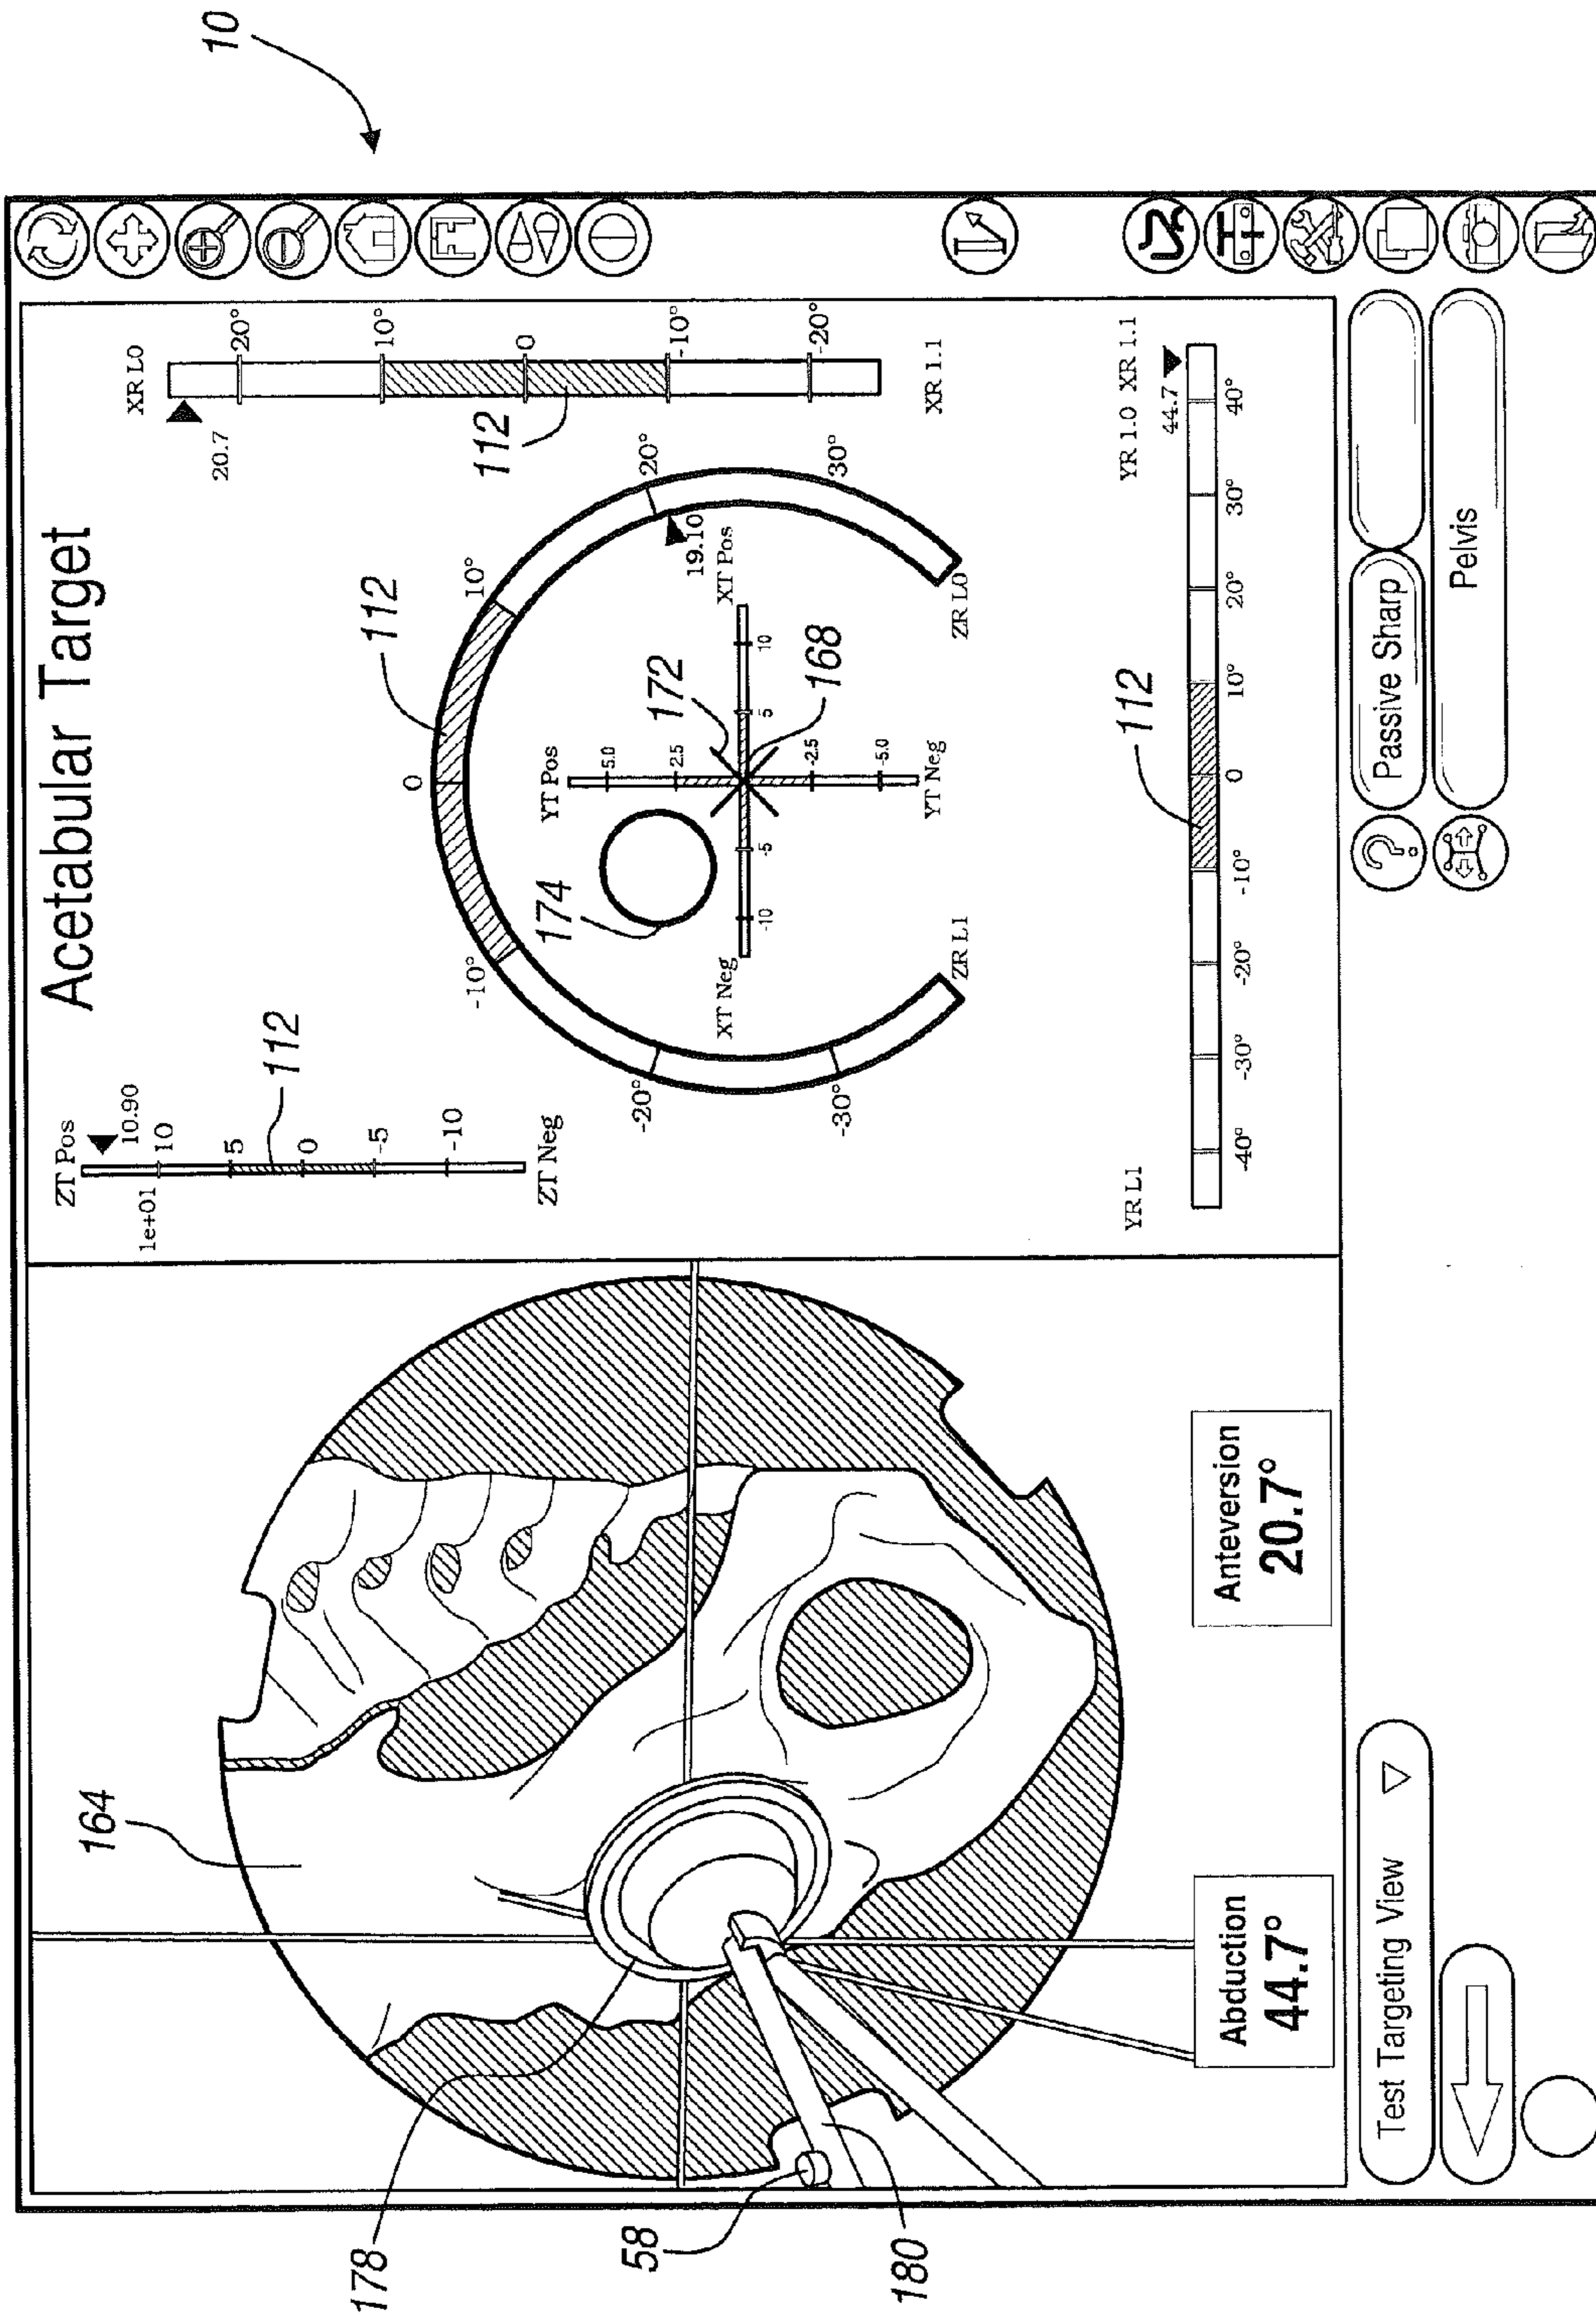 10
Acetabular Target
ZT Pos
10.90
1e+01
10
5
0
-5
-10
ZT Neg
112
XR L0
20.7
20°
10°
0
-10°
-20°
XR 1.1
112
0
10°
20°
30°
-10°
-20°
-30°
112
19.10
ZR L0
ZR L1
YT Pos
5.0
2.5
-2.5
-5.0
YT Neg
XT Neg
-10
-5
5
10
XT Pos
174
172
168
YR L1
YR 1.0 XR 1.1
44.7
-40° -30° -20° -10° 0 10° 20° 30° 40°
112
164
178
58
180
Abduction
44.7°
Anteversion
20.7°
Test Targeting View
?
Passive Sharp
Pelvis